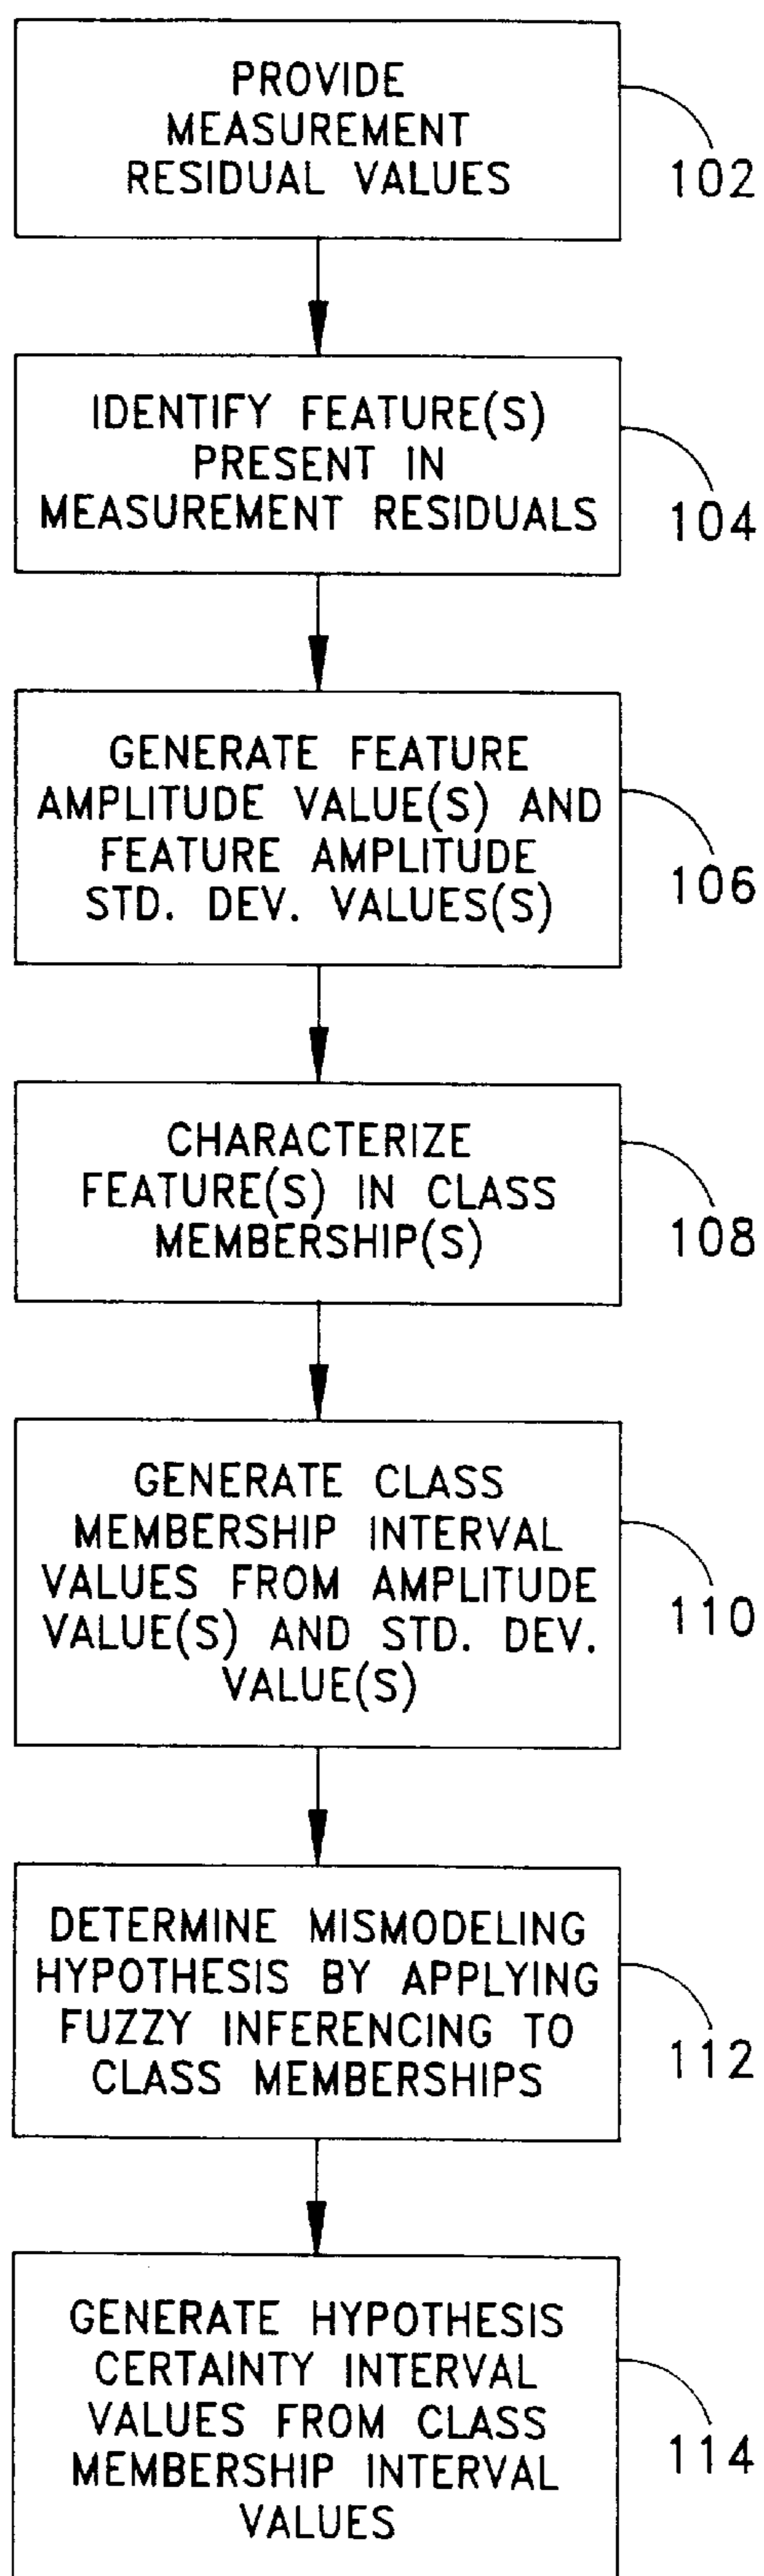 PROVIDE
MEASUREMENT
RESIDUAL VALUES
102
IDENTIFY FEATURE(S)
PRESENT IN
MEASUREMENT RESIDUALS
104
GENERATE FEATURE
AMPLITUDE VALUE(S) AND
FEATURE AMPLITUDE
STD. DEV. VALUES(S)
106
CHARACTERIZE
FEATURE(S) IN CLASS
MEMBERSHIP(S)
108
GENERATE CLASS
MEMBERSHIP INTERVAL
VALUES FROM AMPLITUDE
VALUE(S) AND STD. DEV.
VALUE(S)
110
DETERMINE MISMODELING
HYPOTHESIS BY APPLYING
FUZZY INFERENCING TO
CLASS MEMBERSHIPS
112
GENERATE HYPOTHESIS
CERTAINTY INTERVAL
VALUES FROM CLASS
MEMBERSHIP INTERVAL
VALUES
114